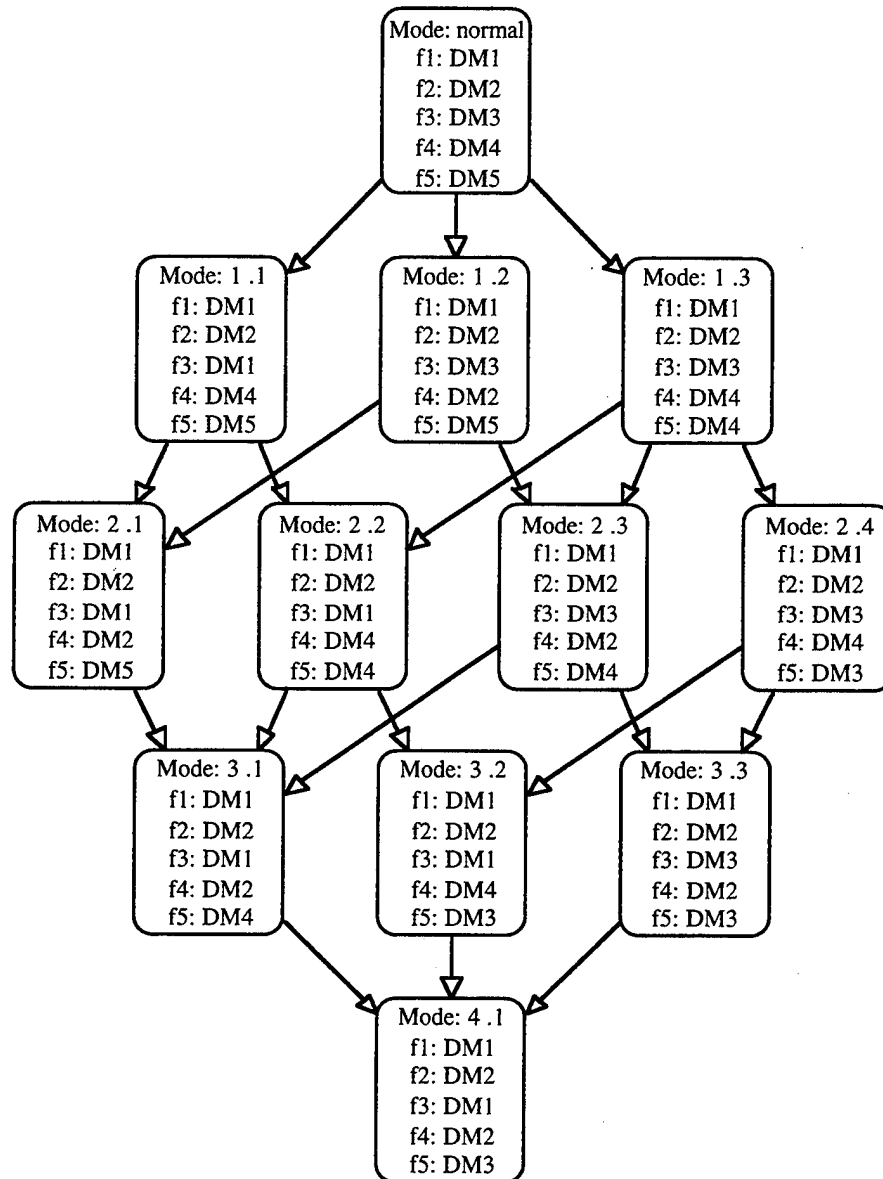 Mode: normal
f1: DM1
f2: DM2
f3: DM3
f4: DM4
f5: DM5
Mode: 1 .1
f1: DM1
f2: DM2
f3: DM1
f4: DM4
f5: DM5
Mode: 1 .2
f1: DM1
f2: DM2
f3: DM3
f4: DM2
f5: DM5
Mode: 1 .3
f1: DM1
f2: DM2
f3: DM3
f4: DM4
f5: DM4
Mode: 2 .1
f1: DM1
f2: DM2
f3: DM1
f4: DM2
f5: DM5
Mode: 2 .2
f1: DM1
f2: DM2
f3: DM1
f4: DM4
f5: DM4
Mode: 2 .3
f1: DM1
f2: DM2
f3: DM3
f4: DM2
f5: DM4
Mode: 2 .4
f1: DM1
f2: DM2
f3: DM3
f4: DM4
f5: DM3
Mode: 3 .1
f1: DM1
f2: DM2
f3: DM1
f4: DM2
f5: DM4
Mode: 3 .2
f1: DM1
f2: DM2
f3: DM1
f4: DM4
f5: DM3
Mode: 3 .3
f1: DM1
f2: DM2
f3: DM3
f4: DM2
f5: DM3
Mode: 4 .1
f1: DM1
f2: DM2
f3: DM1
f4: DM2
f5: DM3